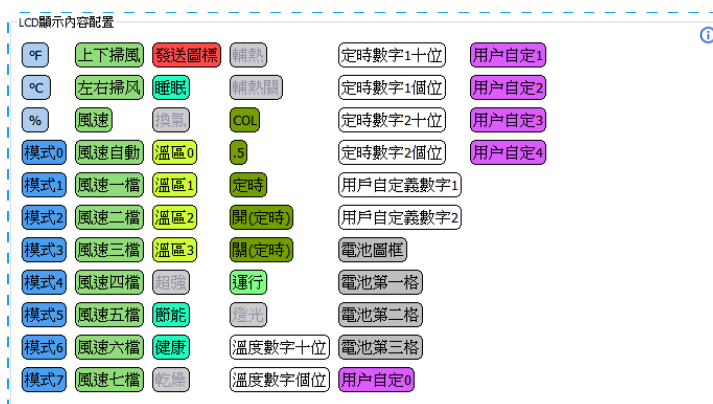 LCD顯示內容配置
℉ 上下掃風 發送圖標 輔熱 定時數字1十位 用户自定1
℃ 左右掃风 睡眠 輔熱關 定時數字1個位 用户自定2
% 風速 換氣 COL 定時數字2十位 用户自定3
模式0 風速自動 溫區0 .5 定時數字2個位 用户自定4
模式1 風速一檔 溫區1 定時 用戶自定義數字1
模式2 風速二檔 溫區2 開(定時) 用戶自定義數字2
模式3 風速三檔 溫區3 關(定時) 電池圖框
模式4 風速四檔 超強 運行 電池第一格
模式5 風速五檔 節能 燈光 電池第二格
模式6 風速六檔 健康 溫度數字十位 電池第三格
模式7 風速七檔 乾燥 溫度數字個位 用户自定0